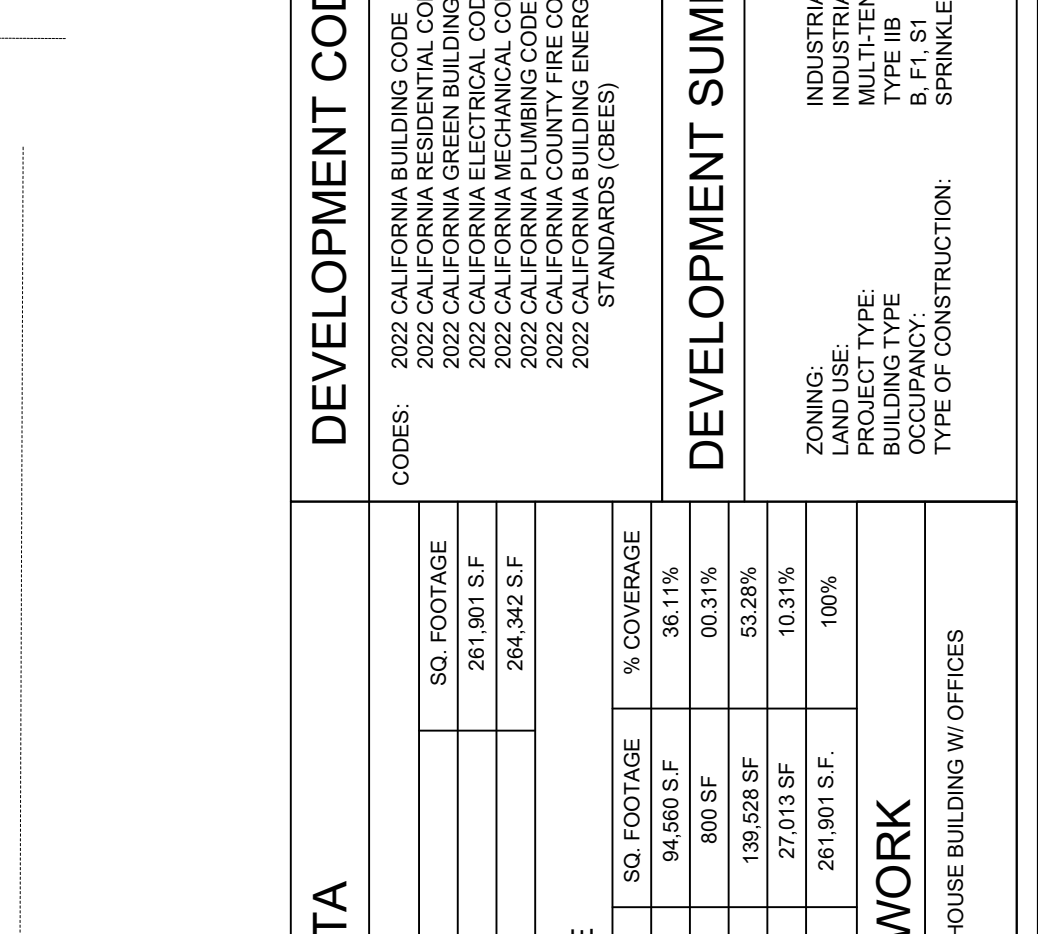 TA
SQ. FOOTAGE
261,901 S.F
264,342 S.F
SQ. FOOTAGE % COVERAGE
94,560 S.F 36.11%
800 SF 00.31%
139,528 SF 53.28%
27,013 SF 10.31%
261,901 S.F. 100%
WORK
HOUSE BUILDING W/ OFFICES
DEVELOPMENT COD
CODES: 2022 CALIFORNIA BUILDING CODE
2022 CALIFORNIA RESIDENTIAL CO
2022 CALIFORNIA GREEN BUILDING
2022 CALIFORNIA ELECTRICAL COD
2022 CALIFORNIA MECHANICAL CO
2022 CALIFORNIA PLUMBING CODE
2022 CALIFORNIA COUNTY FIRE CO
2022 CALIFORNIA BUILDING ENERG
STANDARDS (CBEES)
DEVELOPMENT SUM
ZONING: INDUSTRIA
LAND USE: INDUSTRIA
PROJECT TYPE: MULTI-TEN
BUILDING TYPE TYPE IIB
OCCUPANCY: B, F1, S1
TYPE OF CONSTRUCTION: SPRINKLE